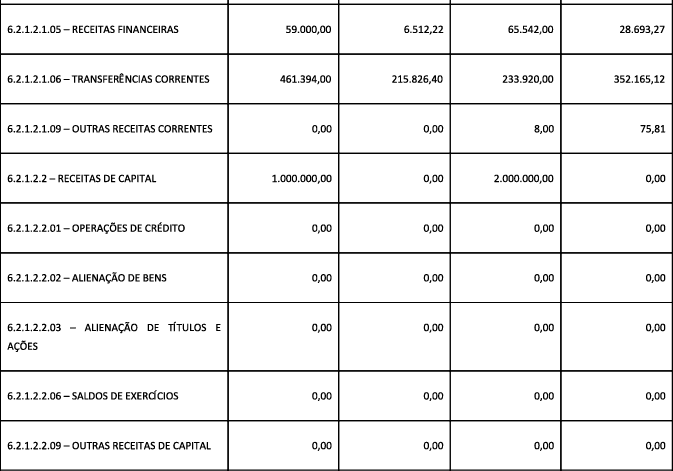 6.2.1.2.1.05 – RECEITAS FINANCEIRAS 59.000,00 6.512,22 65.542,00 28.693,27
6.2.1.2.1.06 – TRANSFERÊNCIAS CORRENTES 461.394,00 215.826,40 233.920,00 352.165,12
6.2.1.2.1.09 – OUTRAS RECEITAS CORRENTES 0,00 0,00 8,00 75,81
6.2.1.2.2 – RECEITAS DE CAPITAL 1.000.000,00 0,00 2.000.000,00 0,00
6.2.1.2.2.01 – OPERAÇÕES DE CRÉDITO 0,00 0,00 0,00 0,00
6.2.1.2.2.02 – ALIENAÇÃO DE BENS 0,00 0,00 0,00 0,00
6.2.1.2.2.03 – ALIENAÇÃO DE TÍTULOS E 0,00 0,00 0,00 0,00
AÇÕES
6.2.1.2.2.06 – SALDOS DE EXERCÍCIOS 0,00 0,00 0,00 0,00
6.2.1.2.2.09 – OUTRAS RECEITAS DE CAPITAL 0,00 0,00 0,00 0,00